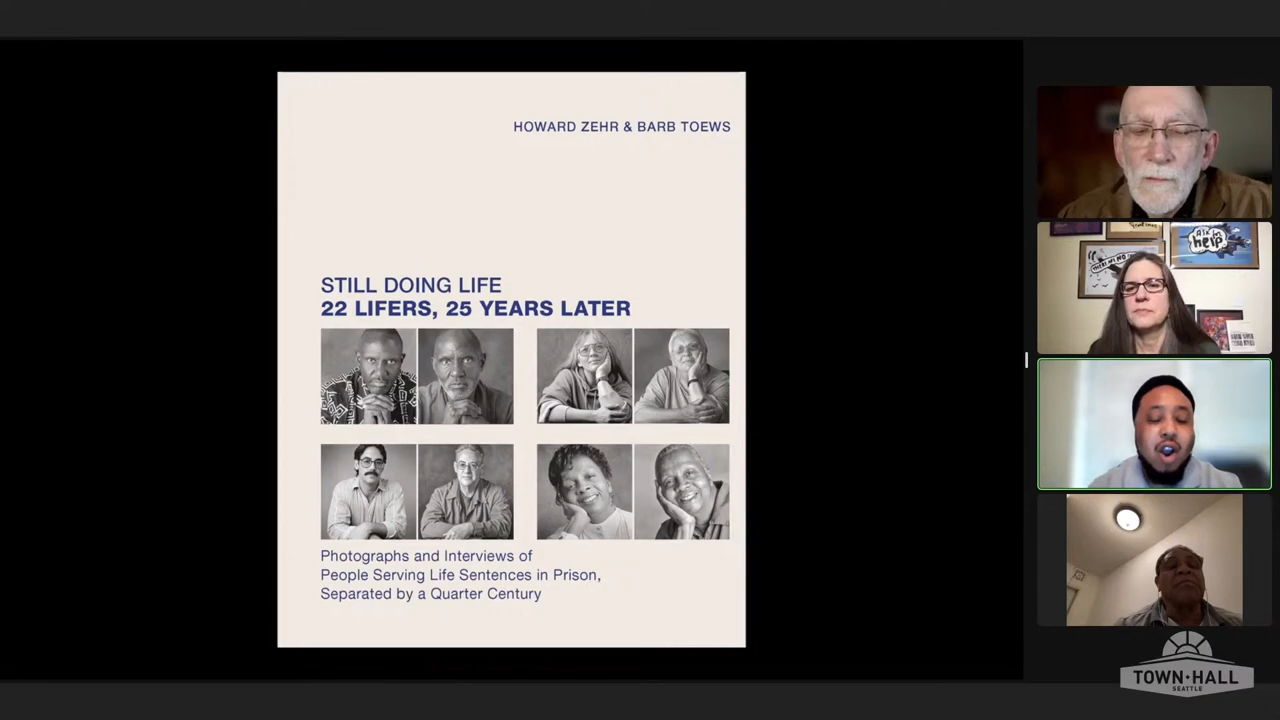 HOWARD ZEHR & BARB TOEWS
STILL DOING LIFE
22 LIFERS, 25 YEARS LATER
Photographs and Interviews of
People Serving Life Sentences in Prison,
Separated by a Quarter Century
help
TOWN·HALL
SEATTLE